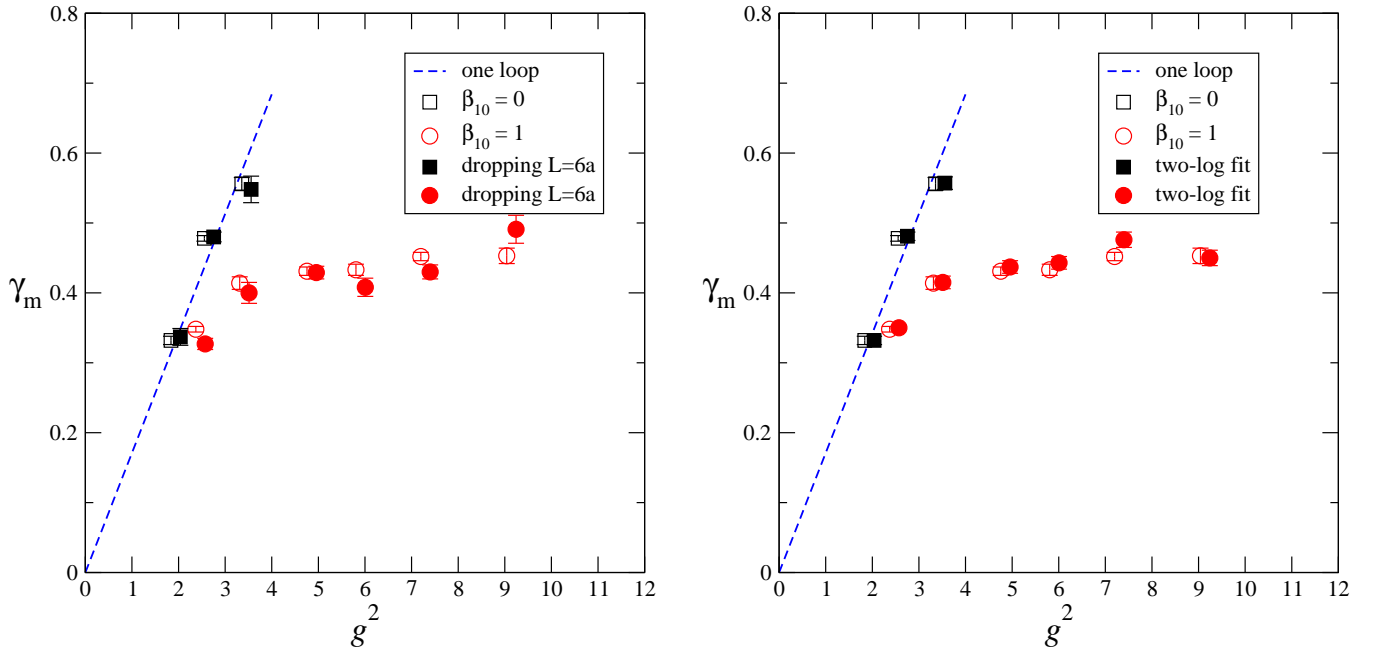 0.8
0.6
0.4
0.2
0
γm
one loop
β10 = 0
β10 = 1
dropping L=6a
dropping L=6a
0 1 2 3 4 5 6 7 8 9 10 11 12
g2
0.8
0.6
0.4
0.2
0
γm
one loop
β10 = 0
β10 = 1
two-log fit
two-log fit
0 1 2 3 4 5 6 7 8 9 10 11 12
g2